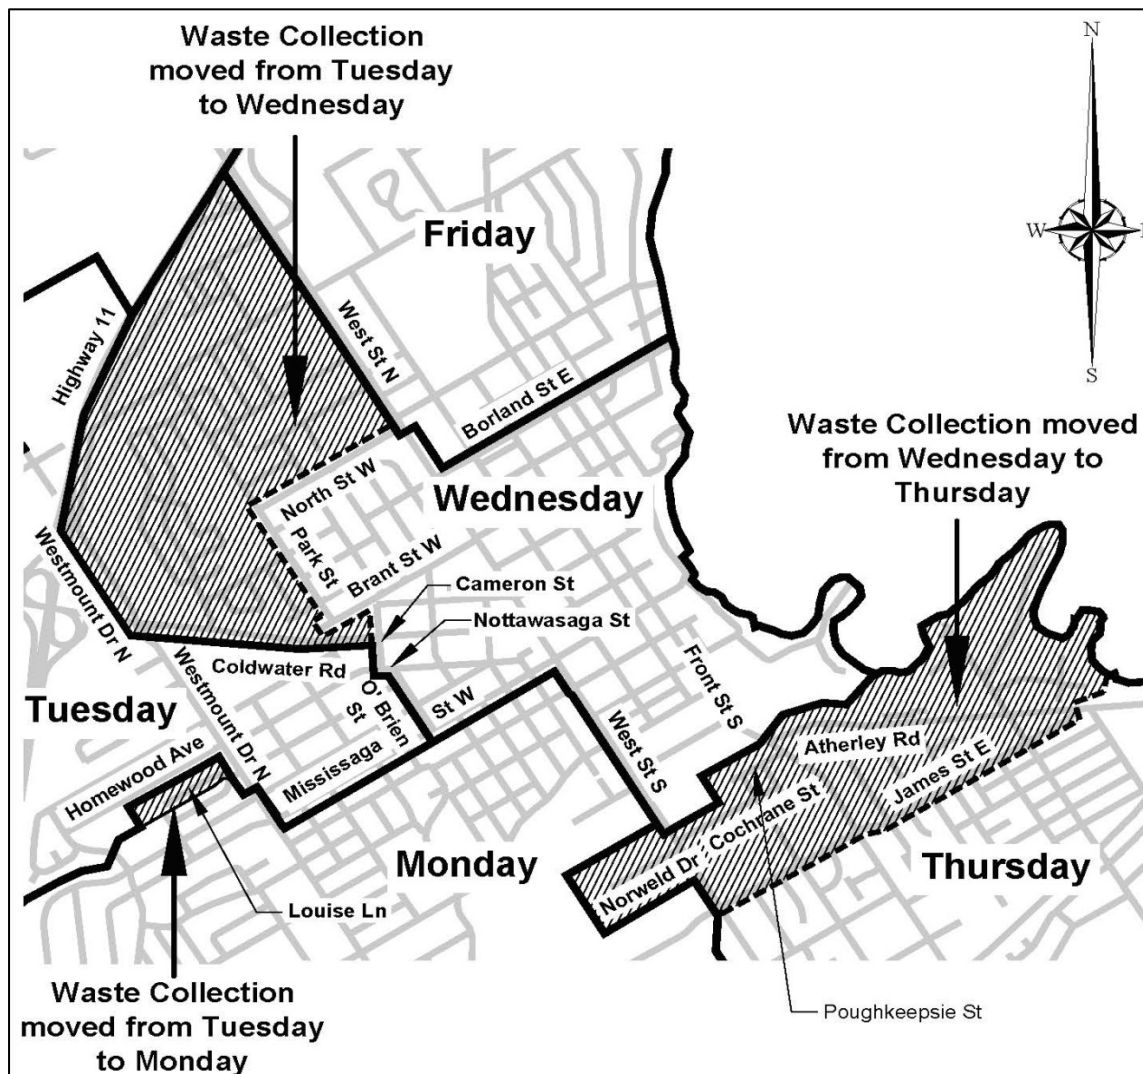 Waste Collection
moved from Tuesday
to Wednesday
N
W
S
Friday
Highway 11
West St N
Borland St E
Waste Collection moved
from Wednesday to
Thursday
North St W
Wednesday
Park St
Brant St W
Cameron St
Nottawasaga St
Westmount Dr N
Coldwater Rd
Front St S
Tuesday
Westmount Dr N
O' Brien
St
St W
Mississaga
West St S
Atherley Rd
Homewood Ave
James St E
Cochrane St
Monday
Norweld Dr
Thursday
Louise Ln
Waste Collection
moved from Tuesday
to Monday
Poughkeepsie St